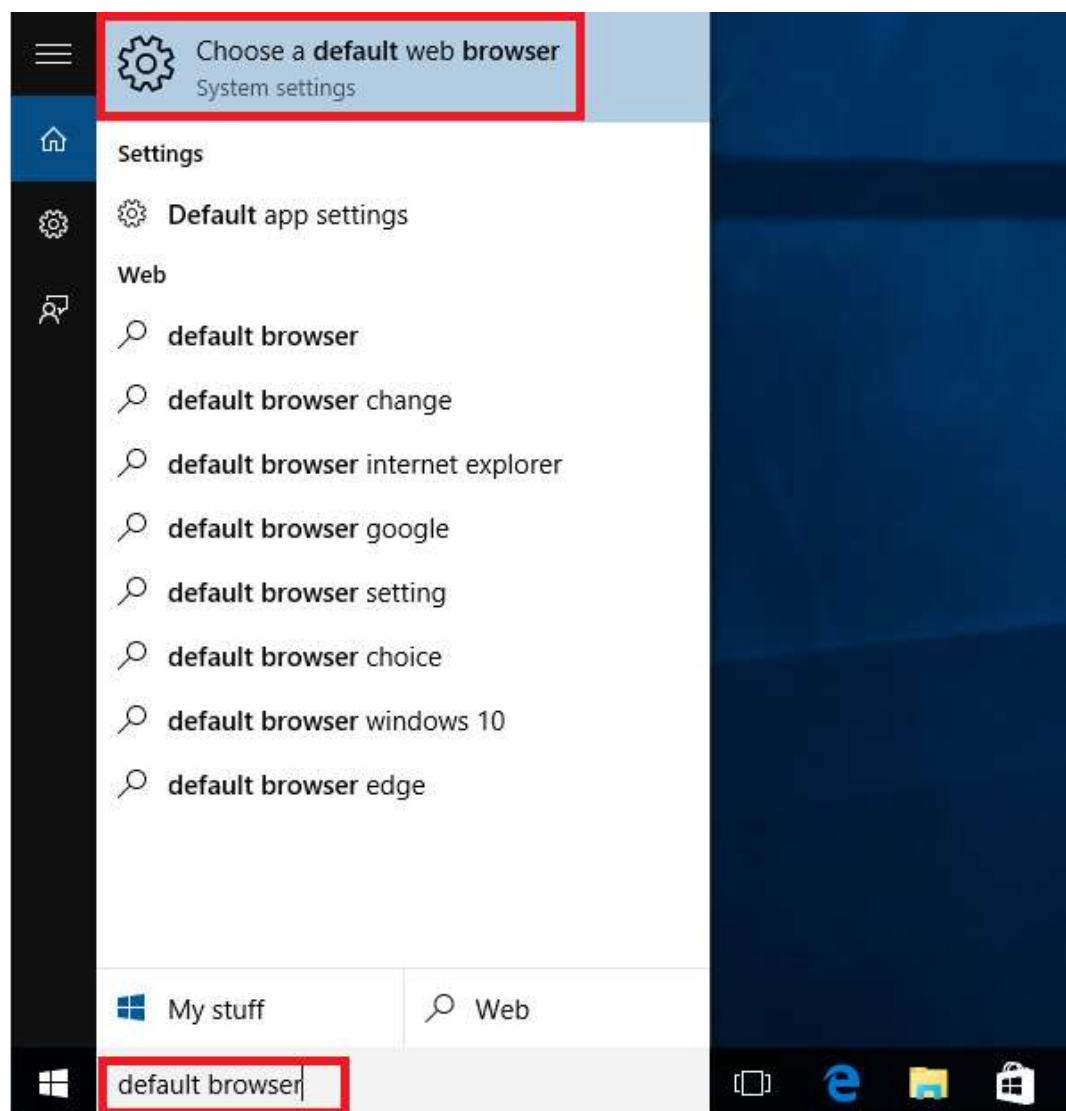 Choose a default web browser
System settings
Settings
Default app settings
Web
default browser
default browser change
default browser internet explorer
default browser google
default browser setting
default browser choice
default browser windows 10
default browser edge
My stuff
Web
default browser